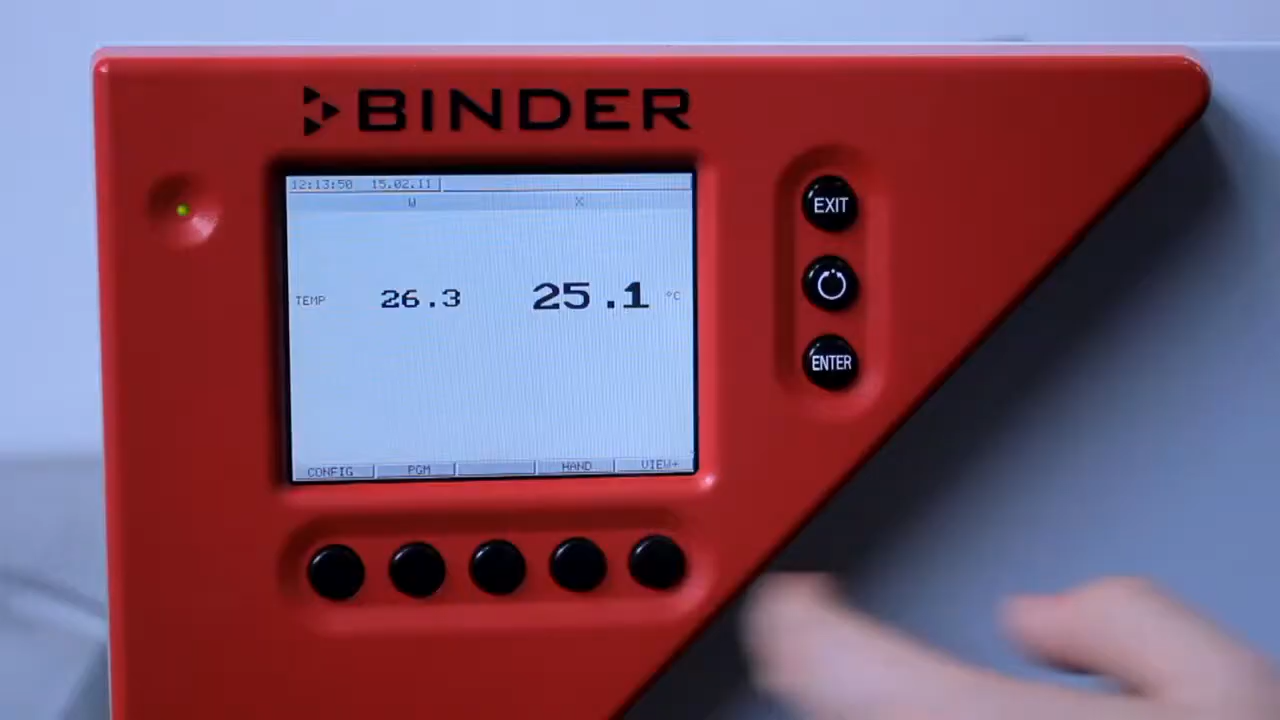 BINDER
12:13:50 15.02.11
W X
TEMP 26.3 25.1 °C
CONFIG PGM HAND VIEW→
EXIT
ENTER